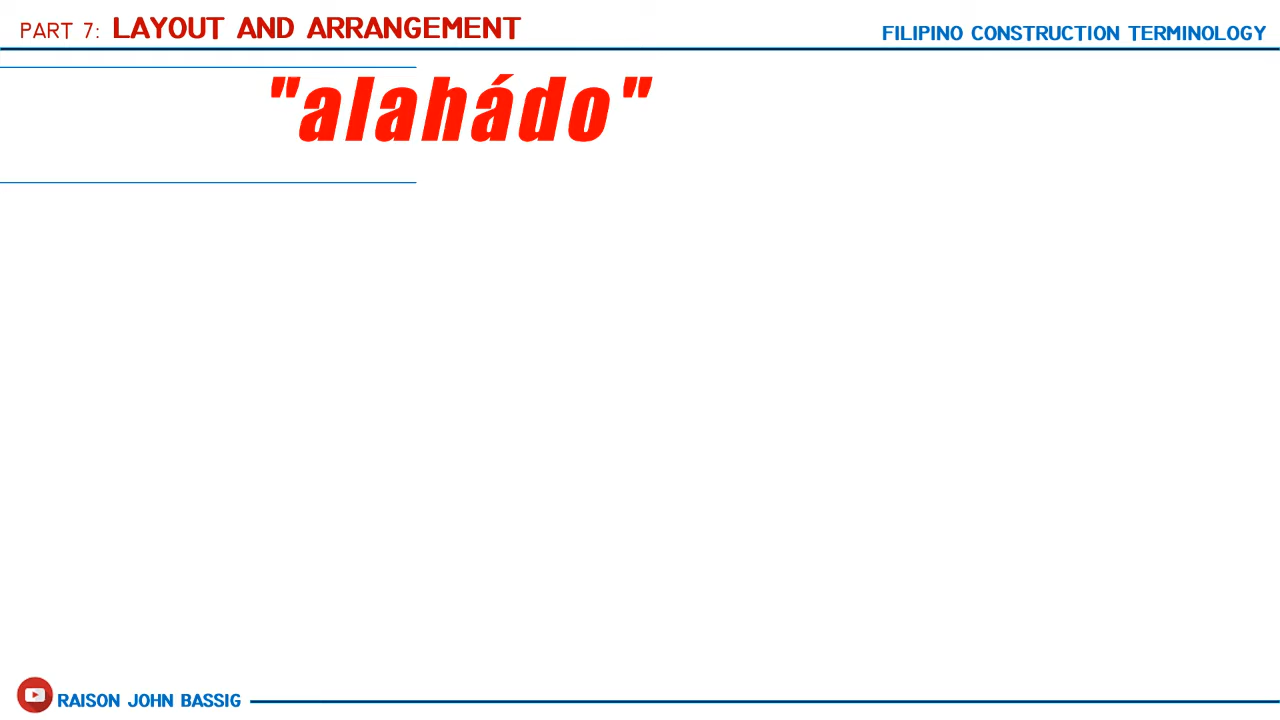 PART 7: LAYOUT AND ARRANGEMENT
FILIPINO CONSTRUCTION TERMINOLOGY
"alahádo"
RAISON JOHN BASSIG